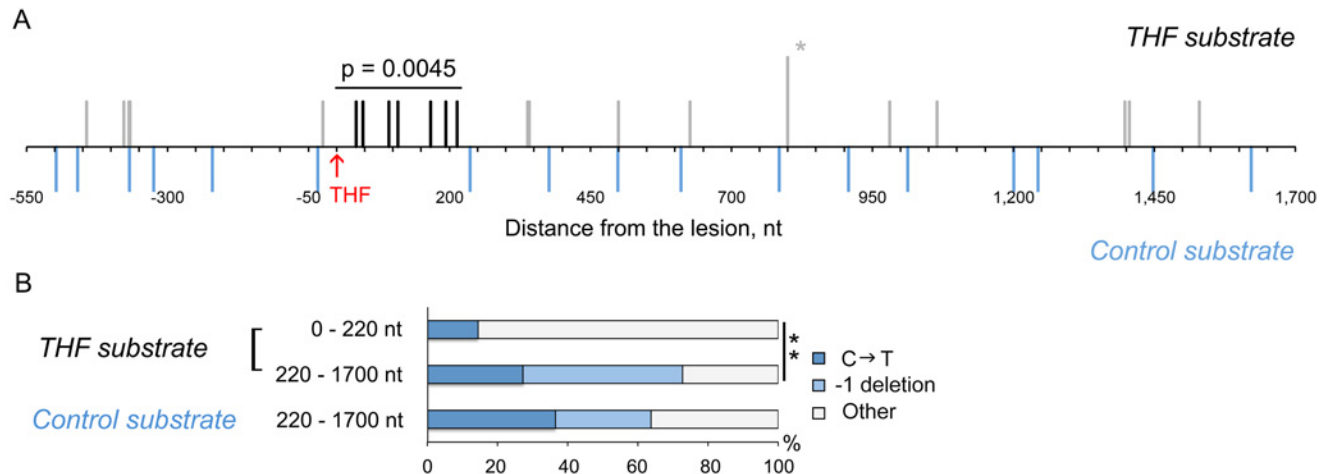 A
THF substrate
*
p = 0.0045
THF
-550 -300 -50 200 450 700 950 1,200 1,450 1,700
Distance from the lesion, nt
Control substrate
B
THF substrate [ 0 - 220 nt
220 - 1700 nt
Control substrate 220 - 1700 nt
**
C→T
-1 deletion
Other
%
0 20 40 60 80 100